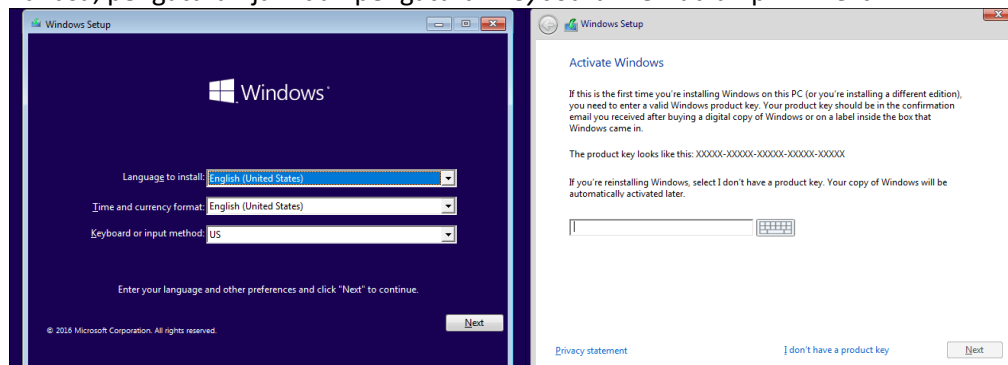 pengaturan jam dan pengaturan keyboard kemudian pilih
Windows Setup
Windows
Language to install: English (United States)
Time and currency format: English (United States)
Keyboard or input method: US
Enter your language and other preferences and click "Next" to continue.
© 2016 Microsoft Corporation. All rights reserved.
Next
Windows Setup
Activate Windows
If this is the first time you're installing Windows on this PC (or you're installing a different edition),
you need to enter a valid Windows product key. Your product key should be in the confirmation
email you received after buying a digital copy of Windows or on a label inside the box that
Windows came in.
The product key looks like this: XXXXX-XXXXX-XXXXX-XXXXX-XXXXX
If you're reinstalling Windows, select I don't have a product key. Your copy of Windows will be
automatically activated later.
Privacy statement
I don't have a product key
Next